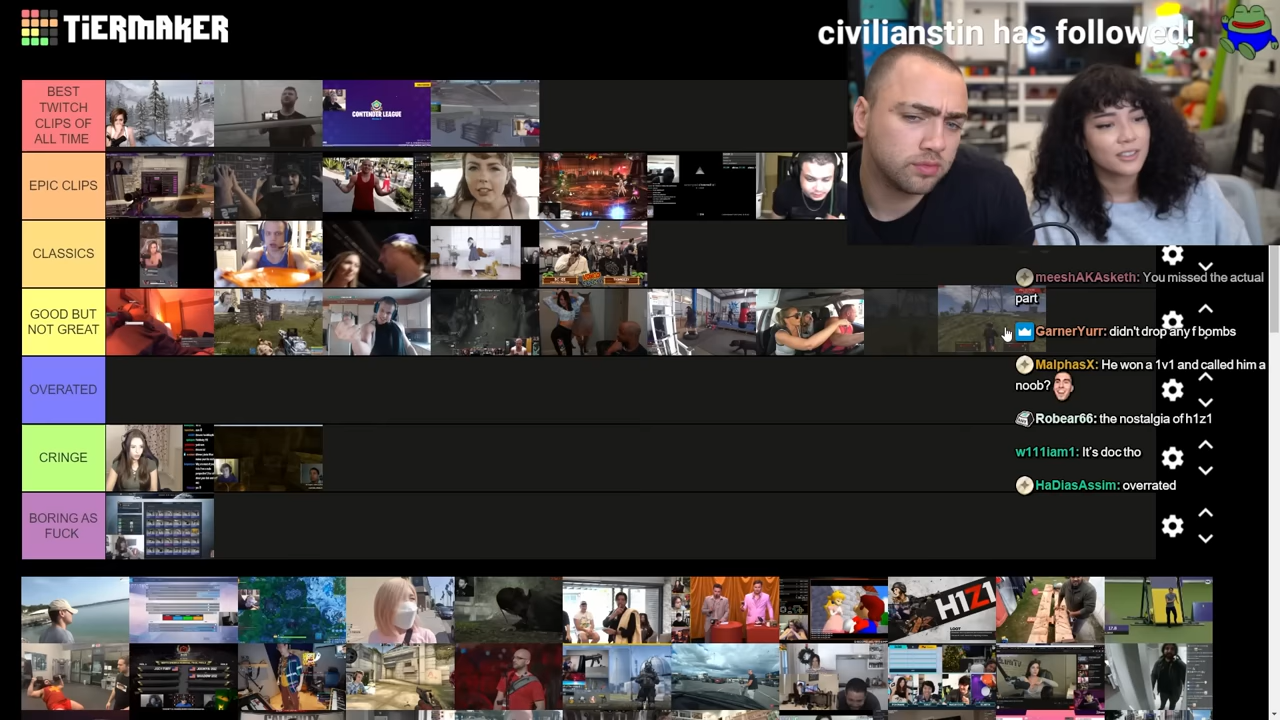 TiERMAKER
civilianstin has followed!
BEST
TWITCH
CLIPS OF
ALL TIME
CONTENDER LEAGUE
EPIC CLIPS
CLASSICS
meeshAKAsketh: You missed the actual
part
GOOD BUT
NOT GREAT
GarnerYurr: didn't drop any f bombs
MalphasX: He won a 1v1 and called him a
noob?
OVERATED
Robear66: the nostalgia of h1z1
CRINGE
w111iam1: It's doc tho
HaDiasAssim: overrated
BORING AS
FUCK
H1Z1